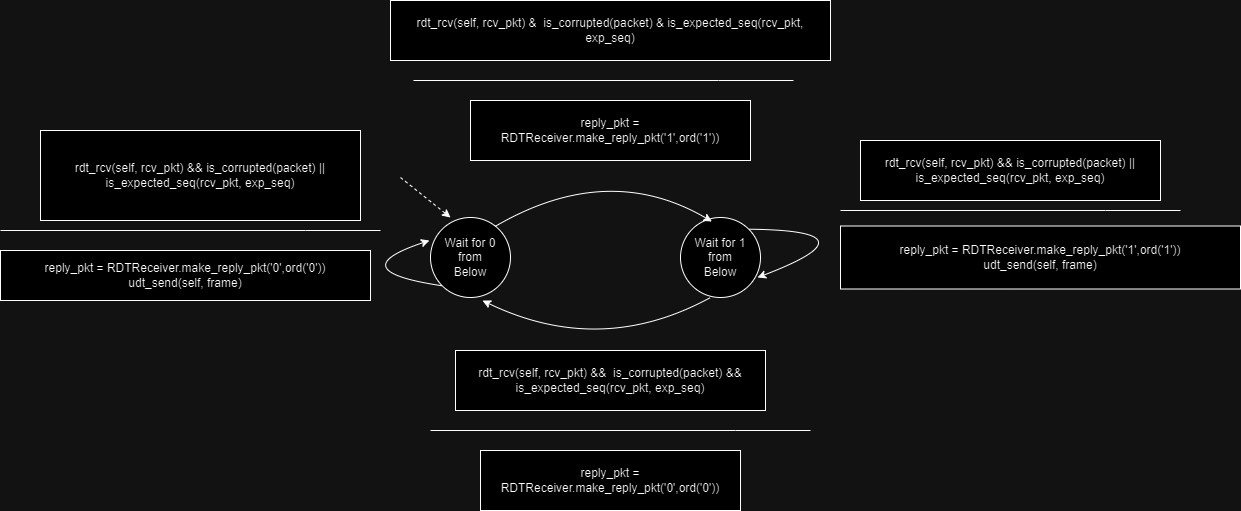 rdt_rcv(self, rcv_pkt) &  is_corrupted(packet) & is_expected_seq(rcv_pkt,
exp_seq)
reply_pkt =
RDTReceiver.make_reply_pkt('1',ord('1'))
rdt_rcv(self, rcv_pkt) && is_corrupted(packet) ||
is_expected_seq(rcv_pkt, exp_seq)
rdt_rcv(self, rcv_pkt) && is_corrupted(packet) ||
is_expected_seq(rcv_pkt, exp_seq)
Wait for 0
from
Below
Wait for 1
from
Below
reply_pkt = RDTReceiver.make_reply_pkt('0',ord('0'))
udt_send(self, frame)
reply_pkt = RDTReceiver.make_reply_pkt('1',ord('1'))
udt_send(self, frame)
rdt_rcv(self, rcv_pkt) &&  is_corrupted(packet) &&
is_expected_seq(rcv_pkt, exp_seq)
reply_pkt =
RDTReceiver.make_reply_pkt('0',ord('0'))